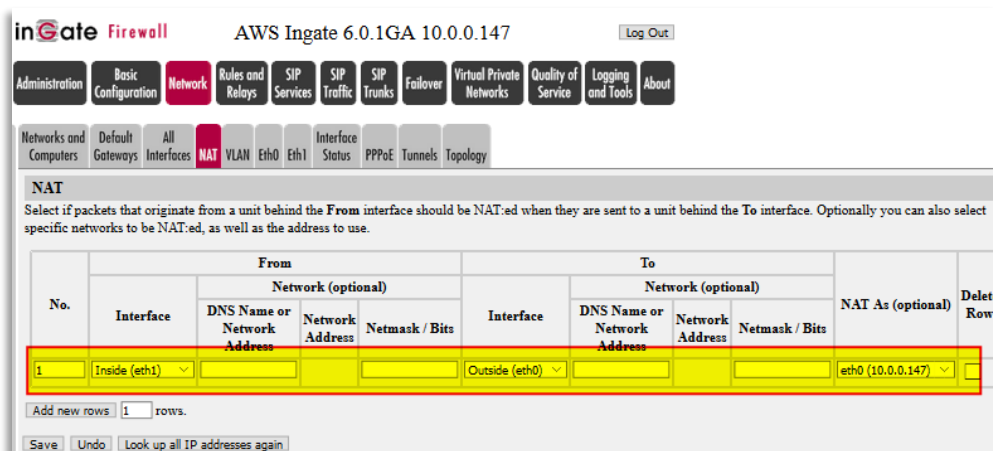 inGate Firewall AWS Ingate 6.0.1GA 10.0.0.147 Log Out
Administration Basic Configuration Network Rules and Relays SIP Services SIP Traffic SIP Trunks Failover Virtual Private Networks Quality of Service Logging and Tools About
Networks and Computers Default Gateways All Interfaces NAT VLAN Eth0 Eth1 Interface Status PPPoE Tunnels Topology
NAT
Select if packets that originate from a unit behind the From interface should be NAT:ed when they are sent to a unit behind the To interface. Optionally you can also select
specific networks to be NAT:ed, as well as the address to use.
No. From To NAT As (optional) Delet Row
Interface Network (optional) Interface Network (optional)
DNS Name or Network Address Network Address Netmask / Bits DNS Name or Network Address Network Address Netmask / Bits
1 Inside (eth1) Outside (eth0) eth0 (10.0.0.147)
Add new rows 1 rows.
Save Undo Look up all IP addresses again